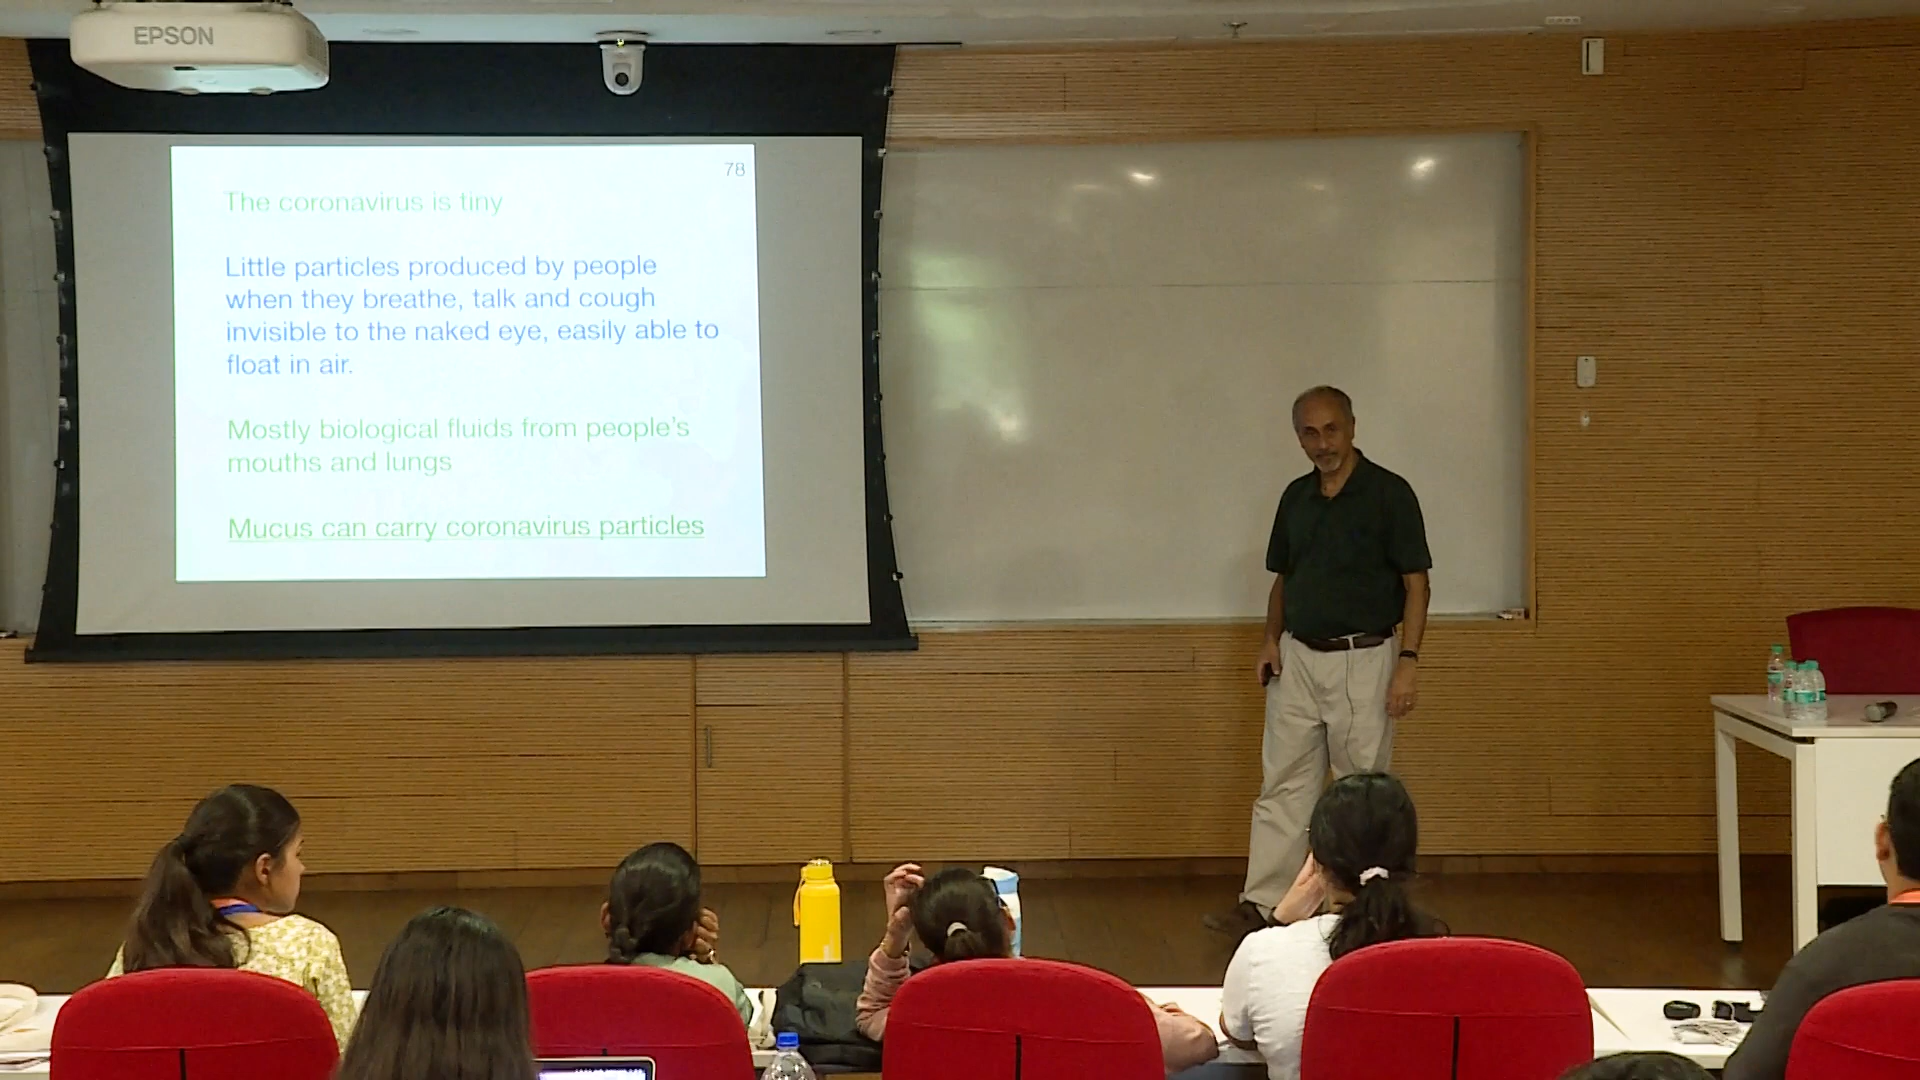 EPSON
78
The coronavirus is tiny
Little particles produced by people
when they breathe, talk and cough
invisible to the naked eye, easily able to
float in air.
Mostly biological fluids from people's
mouths and lungs
Mucus can carry coronavirus particles